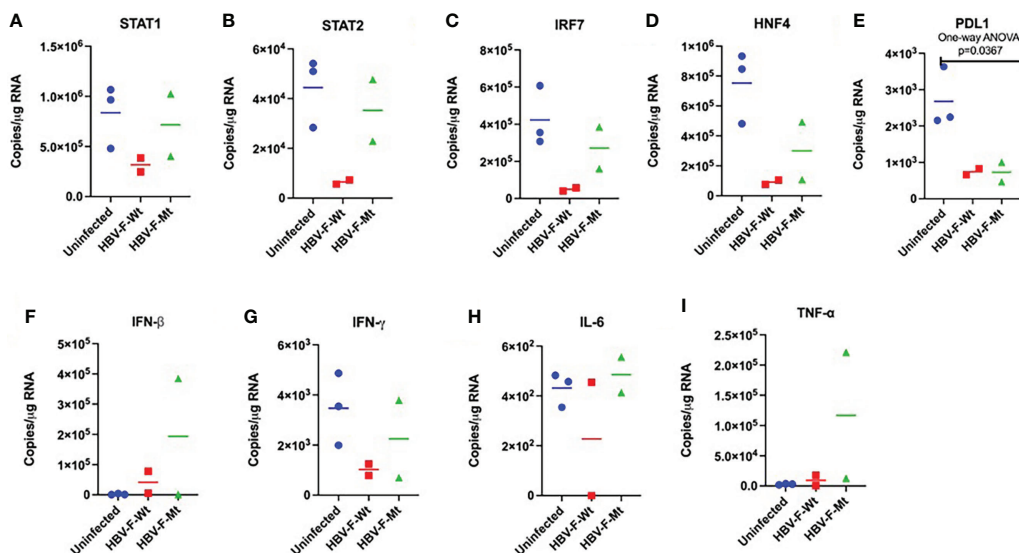 A
STAT1
Copies/µg RNA
1.5×10⁶
1.0×10⁶
5.0×10⁵
0.0
Uninfected
HBV-F-Wt
HBV-F-Mt
B
STAT2
Copies/µg RNA
6×10⁴
4×10⁴
2×10⁴
0
Uninfected
HBV-F-Wt
HBV-F-Mt
C
IRF7
Copies/µg RNA
8×10⁵
6×10⁵
4×10⁵
2×10⁵
0
Uninfected
HBV-F-Wt
HBV-F-Mt
D
HNF4
Copies/µg RNA
1×10⁶
8×10⁵
6×10⁵
4×10⁵
2×10⁵
0
Uninfected
HBV-F-Wt
HBV-F-Mt
E
PDL1
One-way ANOVA
p=0.0367
Copies/µg RNA
4×10³
3×10³
2×10³
1×10³
0
Uninfected
HBV-F-Wt
HBV-F-Mt
F
IFN-β
Copies/µg RNA
5×10⁵
4×10⁵
3×10⁵
2×10⁵
1×10⁵
0
Uninfected
HBV-F-Wt
HBV-F-Mt
G
IFN-γ
Copies/µg RNA
6×10³
4×10³
2×10³
0
Uninfected
HBV-F-Wt
HBV-F-Mt
H
IL-6
Copies/µg RNA
6×10²
4×10²
2×10²
0
Uninfected
HBV-F-Wt
HBV-F-Mt
I
TNF-α
Copies/µg RNA
2.5×10⁵
2.0×10⁵
1.5×10⁵
1.0×10⁵
5.0×10⁴
0.0
Uninfected
HBV-F-Wt
HBV-F-Mt